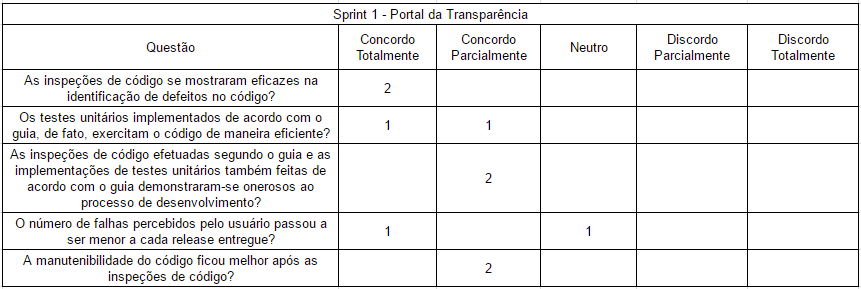 Sprint 1 - Portal da Transparência
Questão
Concordo
Totalmente
Concordo
Parcialmente
Neutro
Discordo
Parcialmente
Discordo
Totalmente
As inspeções de código se mostraram eficazes na
identificação de defeitos no código?
2
Os testes unitários implementados de acordo com o
guia, de fato, exercitam o código de maneira eficiente?
1
1
As inspeções de código efetuadas segundo o guia e as
implementações de testes unitários também feitas de
acordo com o guia demonstraram-se onerosos ao
processo de desenvolvimento?
2
O número de falhas percebidos pelo usuário passou a
ser menor a cada release entregue?
1
1
A manutenibilidade do código ficou melhor após as
inspeções de código?
2